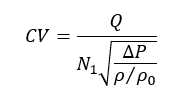 CV = Q / (N₁√(ΔP / (ρ/ρ₀)))